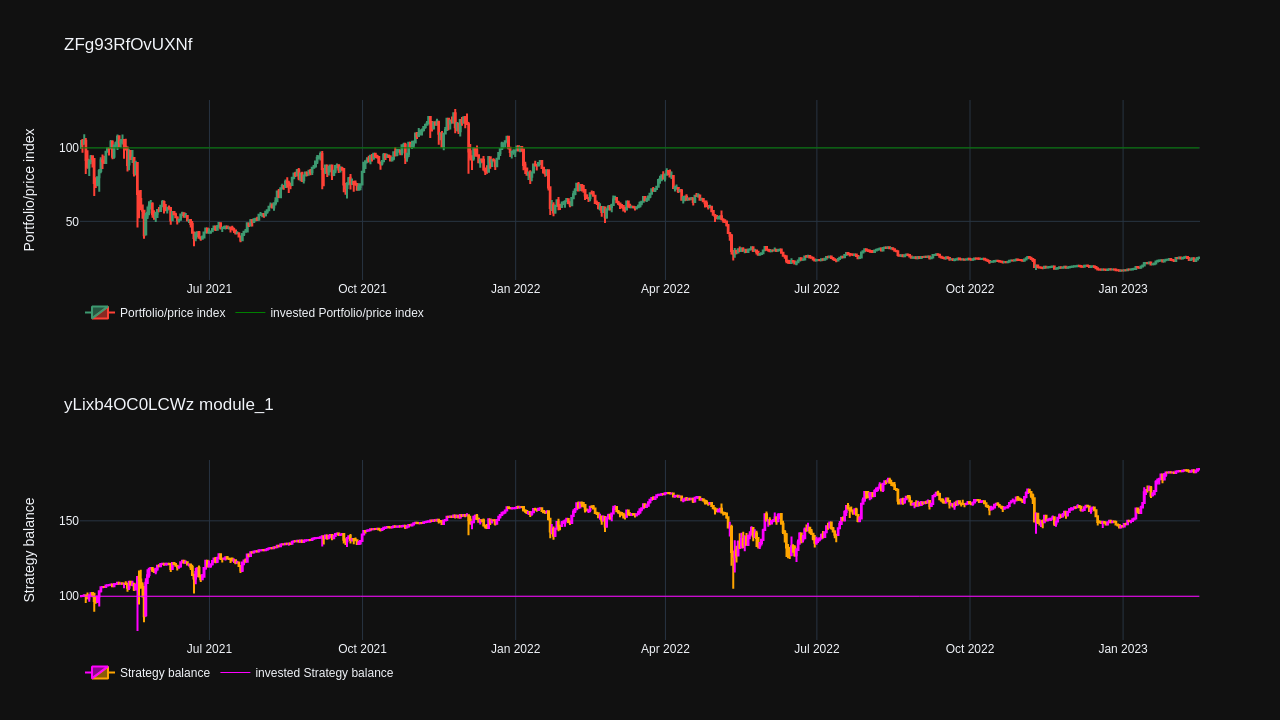 ZFg93RfOvUXNf
Portfolio/price index
100
50
Jul 2021 Oct 2021 Jan 2022 Apr 2022 Jul 2022 Oct 2022 Jan 2023
Portfolio/price index invested Portfolio/price index
yLixb4OC0LCWz module_1
Strategy balance
150
100
Jul 2021 Oct 2021 Jan 2022 Apr 2022 Jul 2022 Oct 2022 Jan 2023
Strategy balance invested Strategy balance